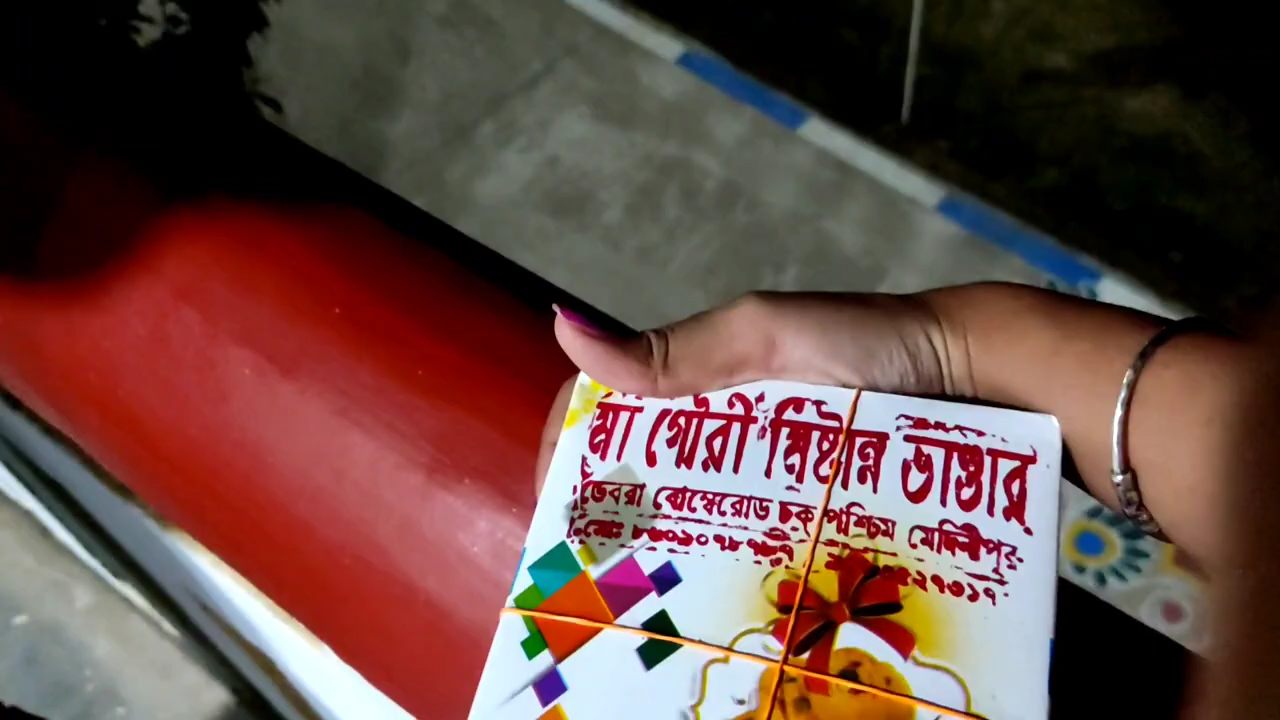 মা গৌরী মিষ্টান্ন ভাণ্ডার
ডেবরা বোম্বেরোড চক্ পশ্চিম মেদিনীপুর
মোঃ